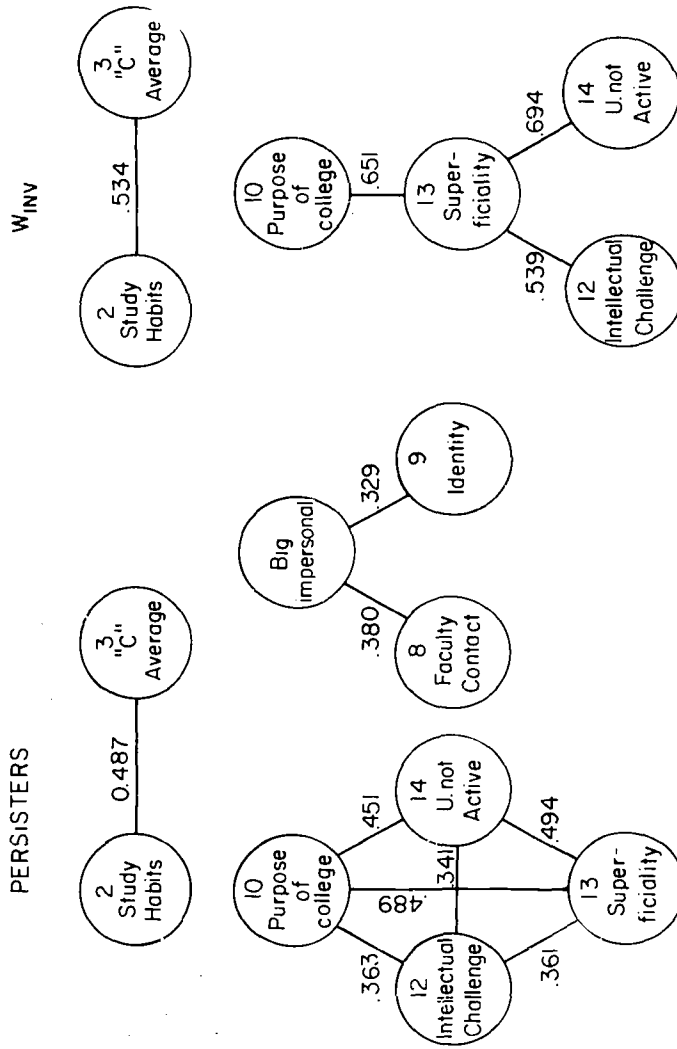 PERSISTERS
2
Study
Habits
0.487
3
"C"
Average
10
Purpose
of
college
.363
.451
.489
.341
12
Intellectual
Challenge
14
U.not
Active
.361
.494
13
Super-
ficiality
Big
impersonal
.380
.329
8
Faculty
Contact
9
Identity
WINV
2
Study
Habits
.534
3
"C"
Average
10
Purpose
of
college
.651
13
Super-
ficiality
.539
.694
12
Intellectual
Challenge
14
U.not
Active